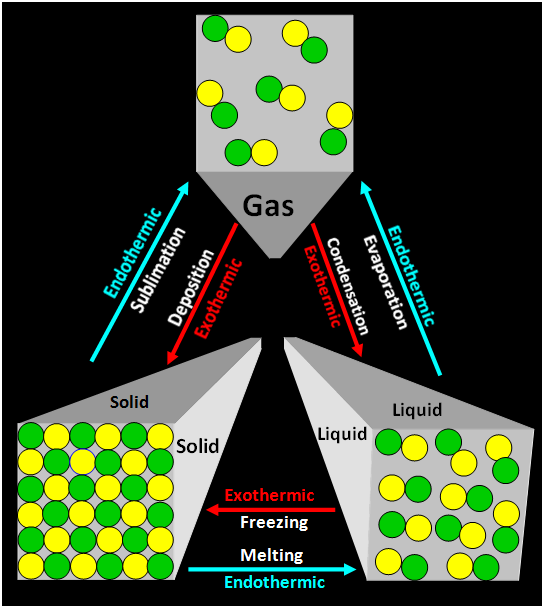 Gas
Endothermic
Sublimation
Deposition
Exothermic
Exothermic
Condensation
Evaporation
Endothermic
Solid
Solid
Liquid
Liquid
Exothermic
Freezing
Melting
Endothermic